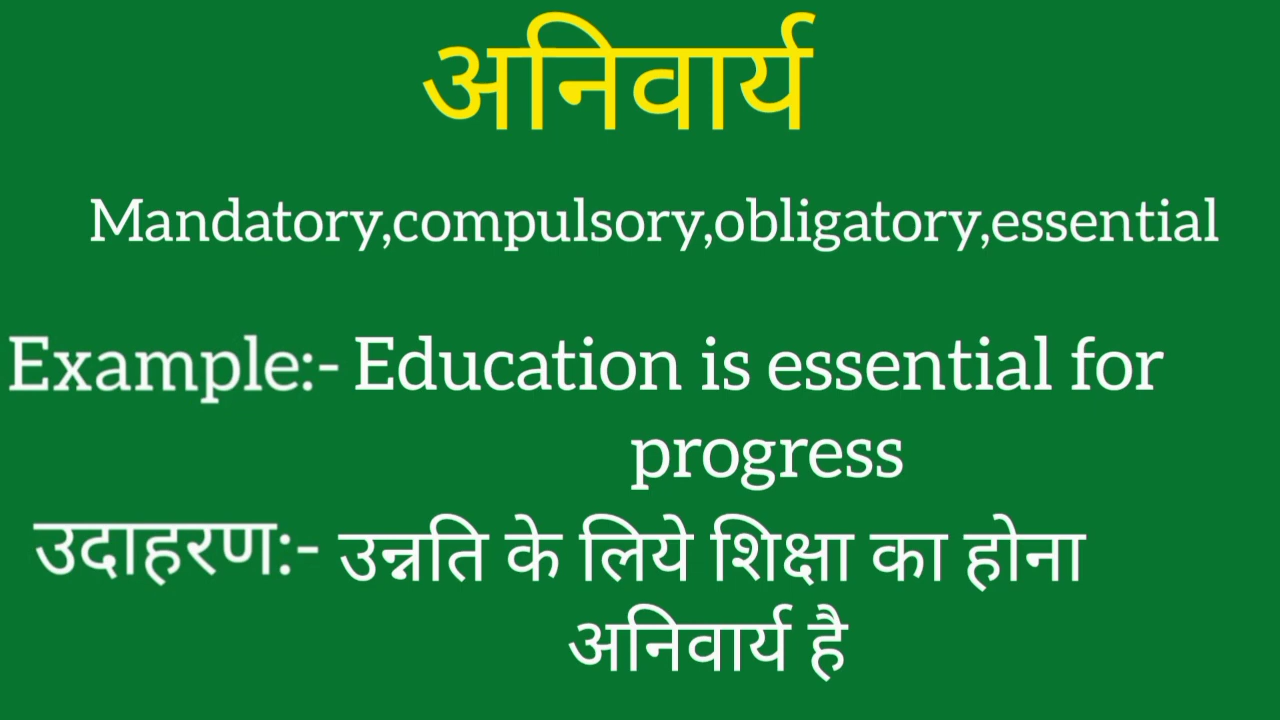 अनिवार्य
Mandatory,compulsory,obligatory,essential
Example:- Education is essential for
progress
उदाहरण:- उन्नति के लिये शिक्षा का होना
अनिवार्य है